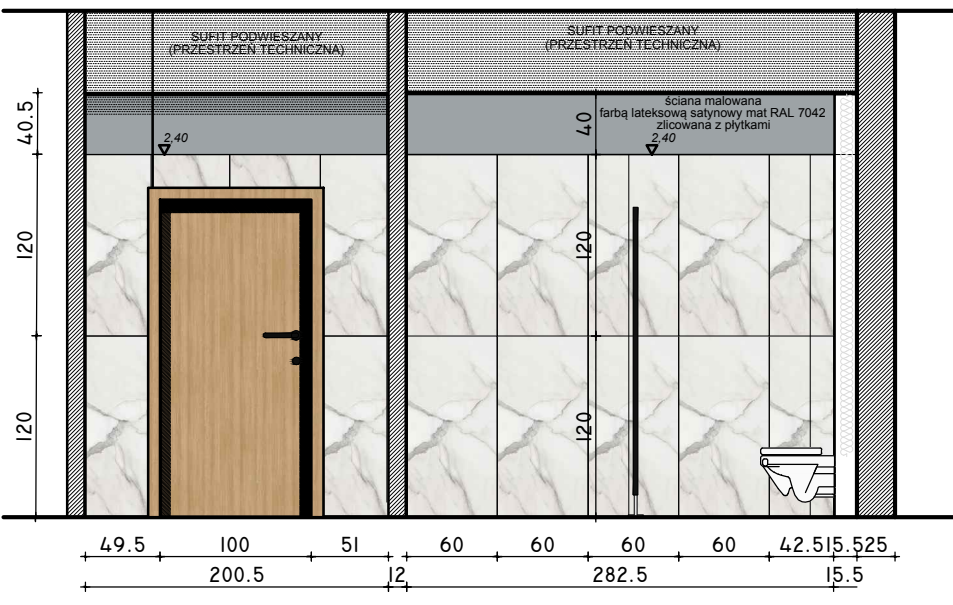 SUFIT PODWIESZANY
(PRZESTRZEŃ TECHNICZNA)
SUFIT PODWIESZANY
(PRZESTRZEŃ TECHNICZNA)
ściana malowana
farbą lateksową satynowy mat RAL 7042
zlicowana z płytkami
2,40
2,40
40.5
120
120
40
120
120
49.5 100 51 60 60 60 60 42.5 15.5 25
200.5 12 282.5 15.5